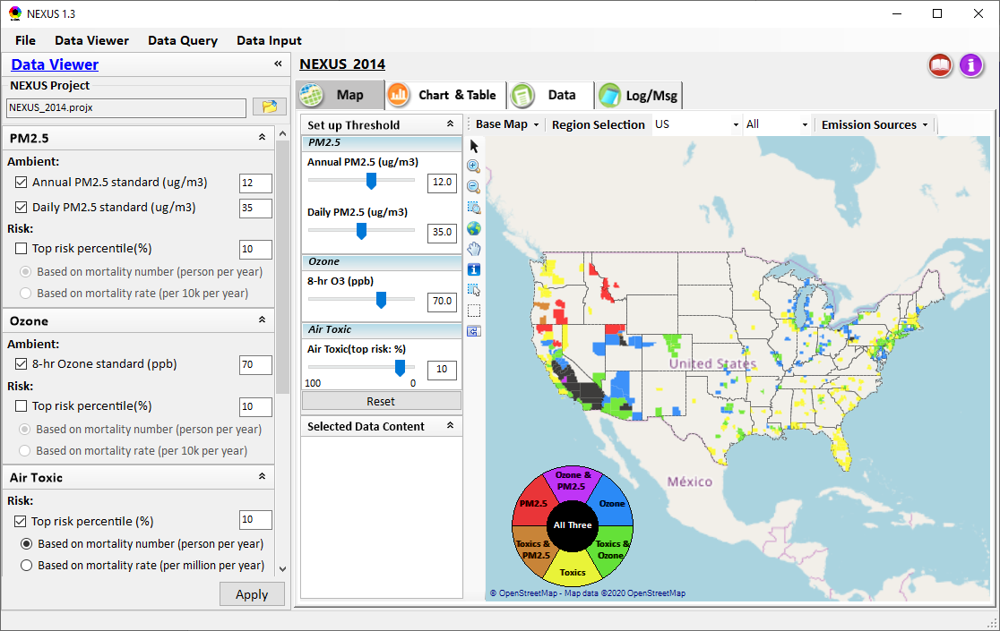 NEXUS 1.3
File Data Viewer Data Query Data Input
Data Viewer «
NEXUS Project
NEXUS_2014.projx
PM2.5
Ambient:
Annual PM2.5 standard (ug/m3) 12
Daily PM2.5 standard (ug/m3) 35
Risk:
Top risk percentile(%) 10
Based on mortality number (person per year)
Based on mortality rate (per 10k per year)
Ozone
Ambient:
8-hr Ozone standard (ppb) 70
Risk:
Top risk percentile(%) 10
Based on mortality number (person per year)
Based on mortality rate (per 10k per year)
Air Toxic
Risk:
Top risk percentile (%) 10
Based on mortality number (person per year)
Based on mortality rate (per million per year)
Apply
NEXUS_2014
Map Chart & Table Data Log/Msg
Set up Threshold
PM2.5
Annual PM2.5 (ug/m3)
12.0
Daily PM2.5 (ug/m3)
35.0
Ozone
8-hr O3 (ppb)
70.0
Air Toxic
Air Toxic(top risk: %)
10
100 0
Reset
Selected Data Content
Base Map Region Selection US All Emission Sources
United States
México
Ozone & PM2.5
PM2.5
Ozone
All Three
Toxics & PM2.5
Toxics & Ozone
Toxics
© OpenStreetMap - Map data ©2020 OpenStreetMap